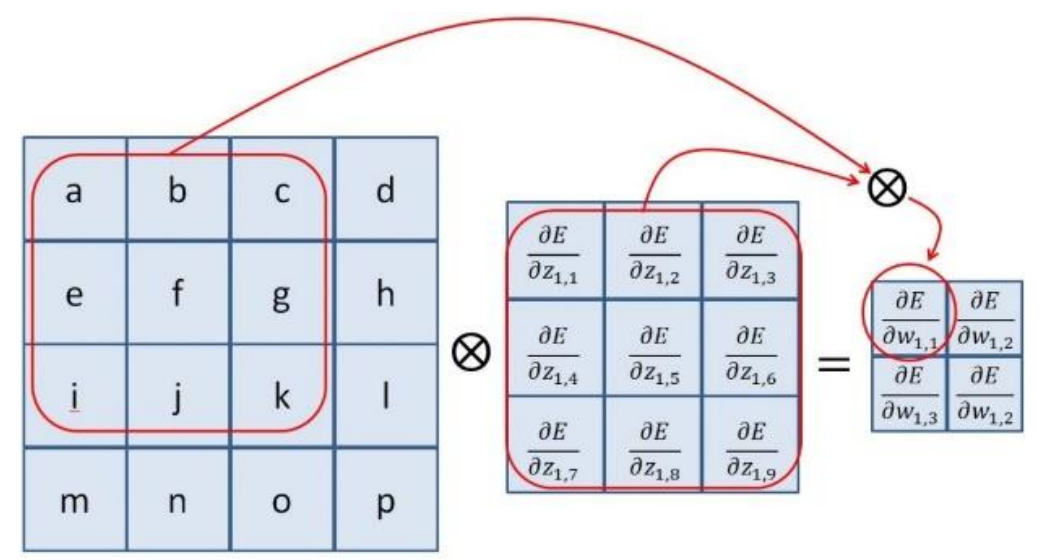 a b c d
e f g h
i j k l
m n o p
⊗
∂E/∂z₁,₁ ∂E/∂z₁,₂ ∂E/∂z₁,₃
∂E/∂z₁,₄ ∂E/∂z₁,₅ ∂E/∂z₁,₆
∂E/∂z₁,₇ ∂E/∂z₁,₈ ∂E/∂z₁,₉
=
⊗
∂E/∂w₁,₁ ∂E/∂w₁,₂
∂E/∂w₁,₃ ∂E/∂w₁,₂